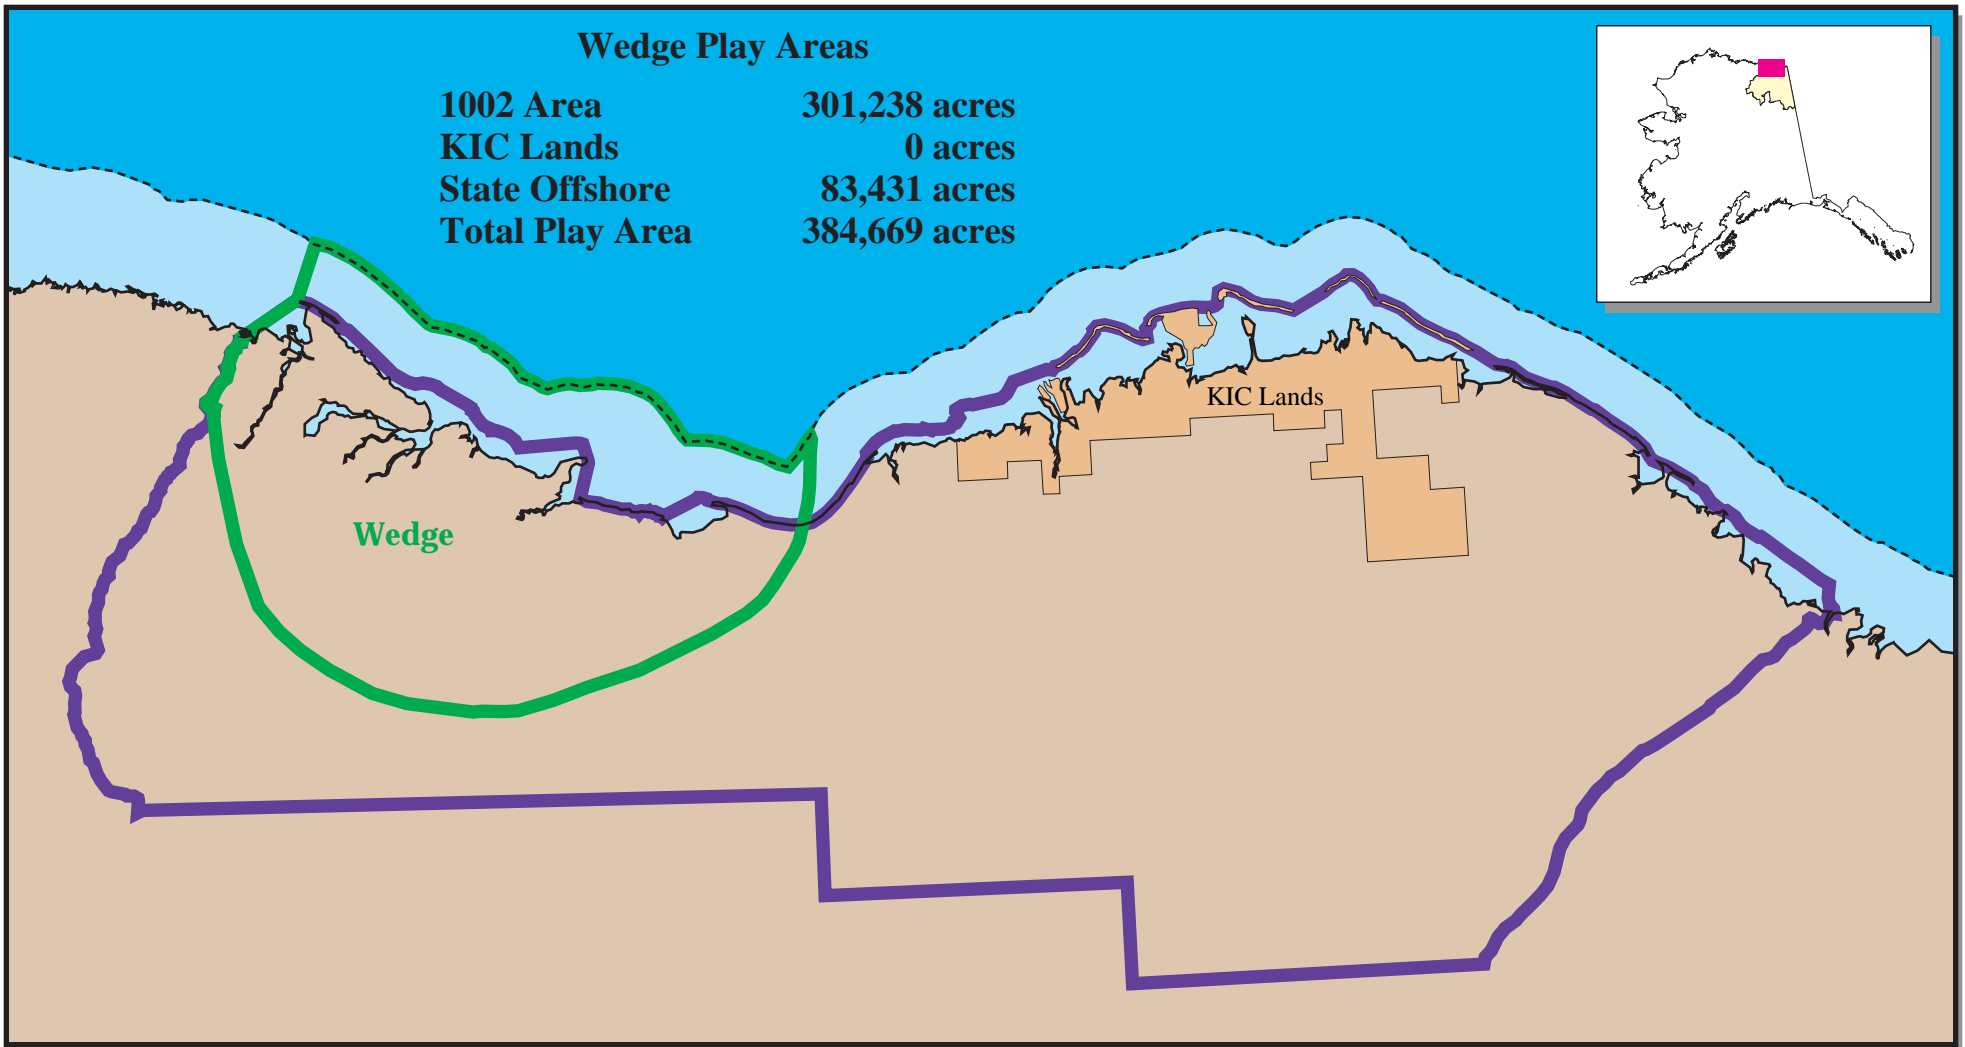 Wedge Play Areas
1002 Area 301,238 acres
KIC Lands 0 acres
State Offshore 83,431 acres
Total Play Area 384,669 acres
KIC Lands
Wedge